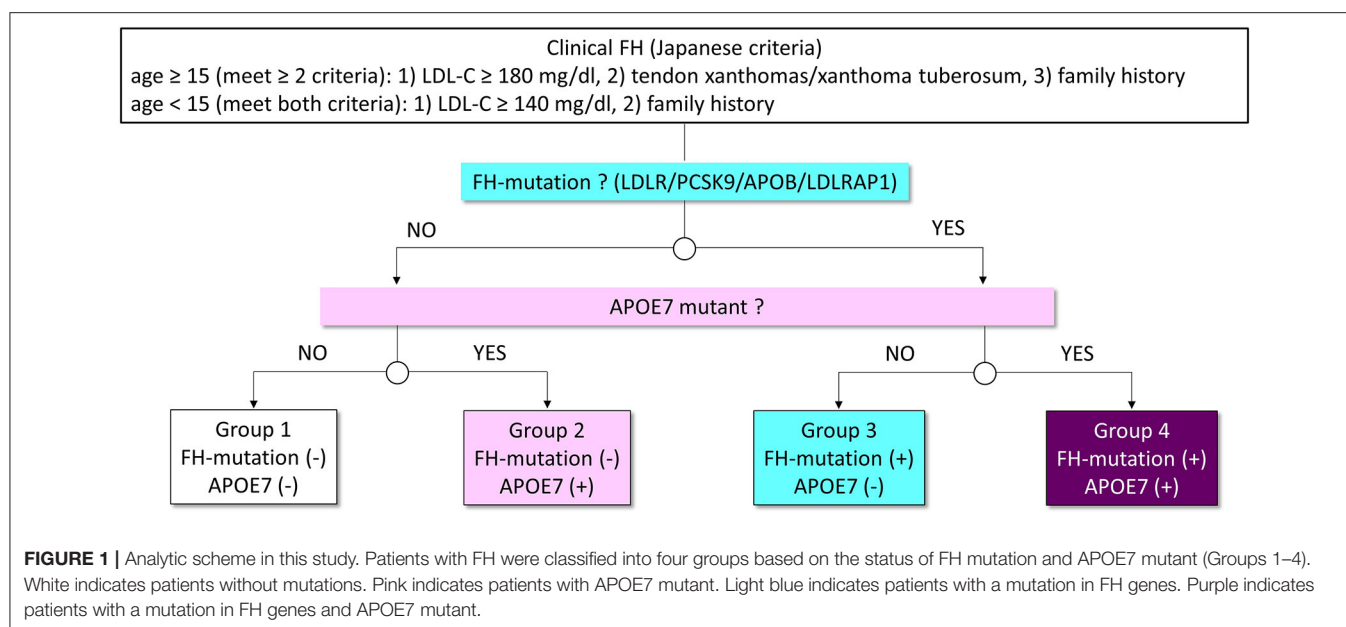 Clinical FH (Japanese criteria)
age ≥ 15 (meet ≥ 2 criteria): 1) LDL-C ≥ 180 mg/dl, 2) tendon xanthomas/xanthoma tuberosum, 3) family history
age < 15 (meet both criteria): 1) LDL-C ≥ 140 mg/dl, 2) family history
FH-mutation ? (LDLR/PCSK9/APOB/LDLRAP1)
NO YES
APOE7 mutant ?
NO YES NO YES
Group 1 Group 2 Group 3 Group 4
FH-mutation (-) FH-mutation (-) FH-mutation (+) FH-mutation (+)
APOE7 (-) APOE7 (+) APOE7 (-) APOE7 (+)
FIGURE 1 | Analytic scheme in this study. Patients with FH were classified into four groups based on the status of FH mutation and APOE7 mutant (Groups 1–4).
White indicates patients without mutations. Pink indicates patients with APOE7 mutant. Light blue indicates patients with a mutation in FH genes. Purple indicates
patients with a mutation in FH genes and APOE7 mutant.